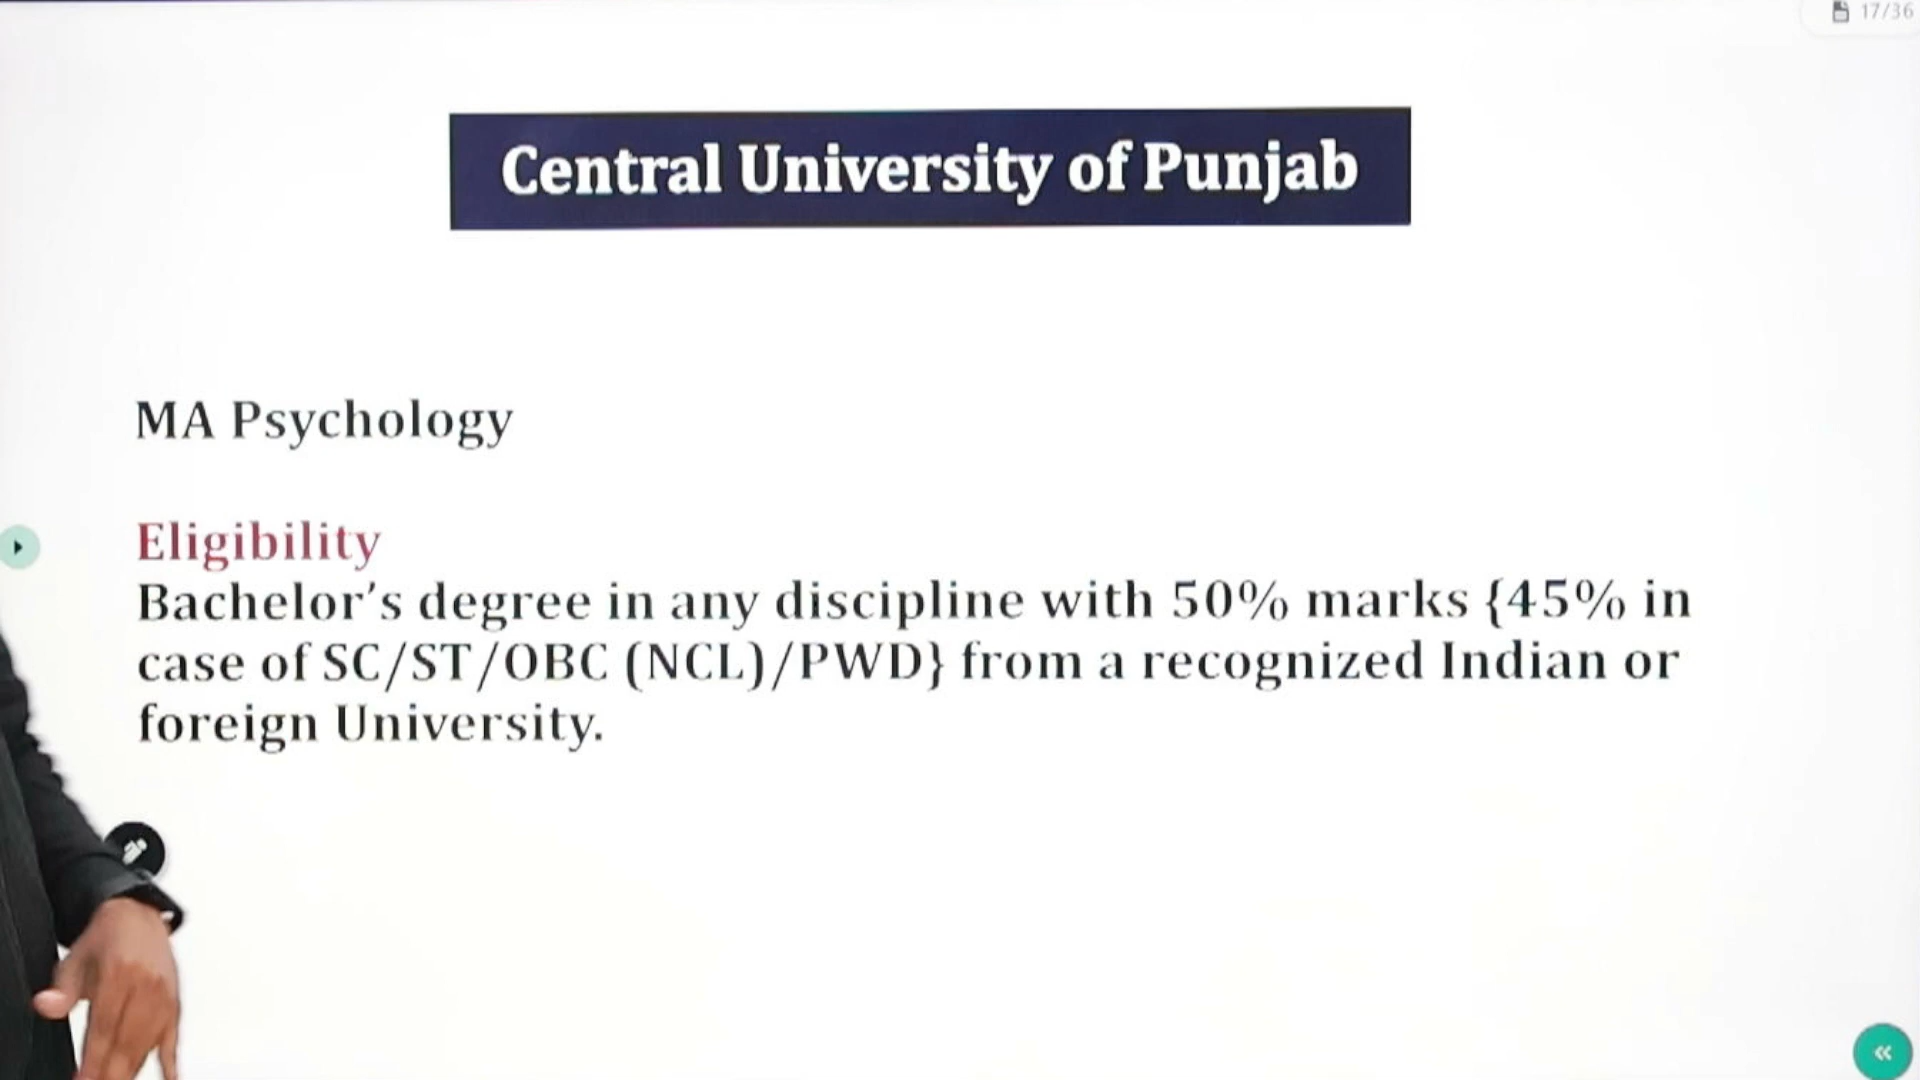 17/36
Central University of Punjab
MA Psychology
Eligibility
Bachelor's degree in any discipline with 50% marks {45% in
case of SC/ST/OBC (NCL)/PWD} from a recognized Indian or
foreign University.